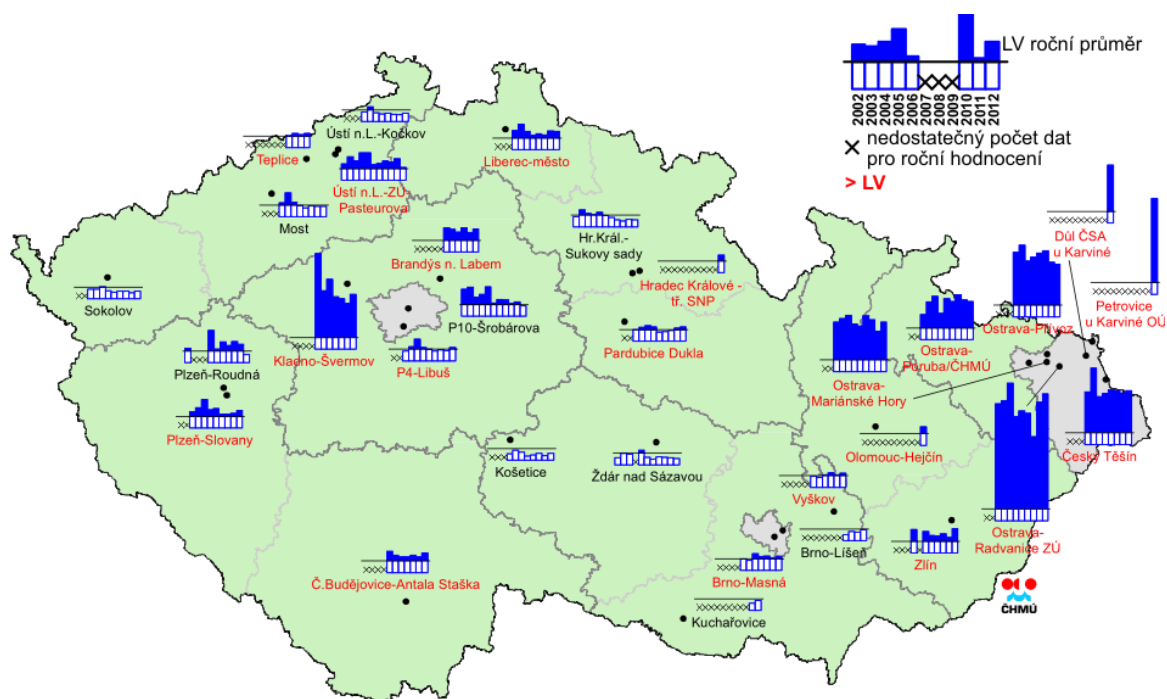 LV roční průměr
2002
2003
2004
2005
2006
2007
2008
2009
2010
2011
2012
nedostatečný počet dat
pro roční hodnocení
> LV
Ústí n.L.-Kočkov
Teplice
Liberec-město
Ústí n.L.-ZÚ-
Pasteurova
Most
Hr.Král.-
Sukovy sady
Důl ČSA
u Karviné
Brandýs n. Labem
Hradec Králové -
tř. SNP
Petrovice
u Karviné OÚ
Sokolov
P10-Šrobárova
Ostrava-Přívoz
Kladno-Švermov
Pardubice Dukla
Ostrava-
Poruba/ČHMÚ
Plzeň-Roudná
P4-Libuš
Ostrava-
Mariánské Hory
Plzeň-Slovany
Olomouc-Hejčín
Český Těšín
Košetice
Ždár nad Sázavou
Vyškov
Ostrava-
Radvanice ZÚ
Brno-Líšeň
Zlín
Č.Budějovice-Antala Staška
Brno-Masná
ČHMÚ
Kuchařovice